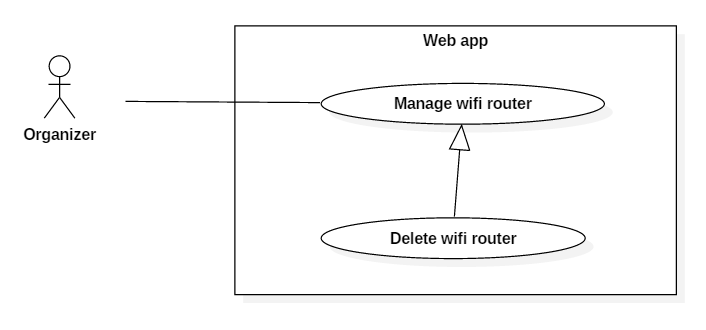 Web app
Manage wifi router
Organizer
Delete wifi router